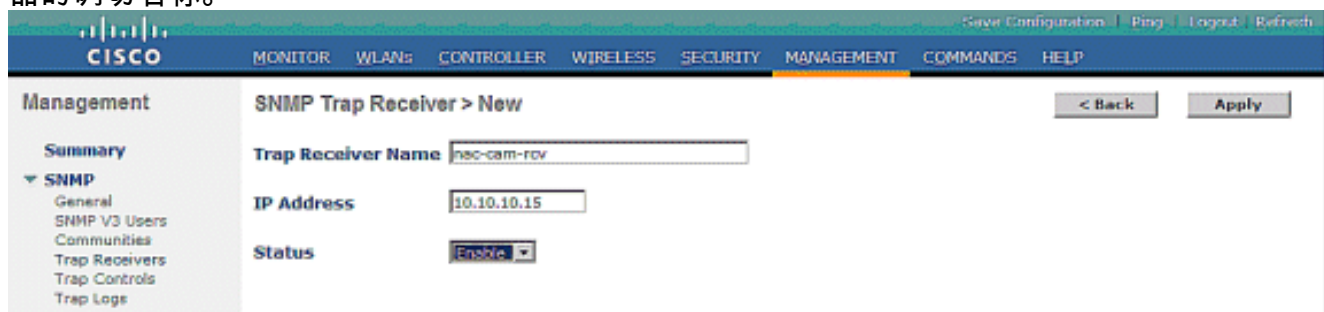 Save Configuration | Ping | Logout | Refresh
CISCO
MONITOR WLANs CONTROLLER WIRELESS SECURITY MANAGEMENT COMMANDS HELP
Management
SNMP Trap Receiver > New
< Back
Apply
Summary
SNMP
General
SNMP V3 Users
Communities
Trap Receivers
Trap Controls
Trap Logs
Trap Receiver Name nac-cam-rcv
IP Address 10.10.10.15
Status Enable